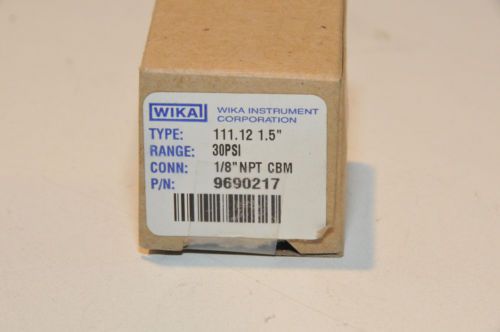 WIKA WIKA INSTRUMENT
CORPORATION
TYPE: 111.12 1.5"
RANGE: 30PSI
CONN: 1/8" NPT CBM
P/N: 9690217